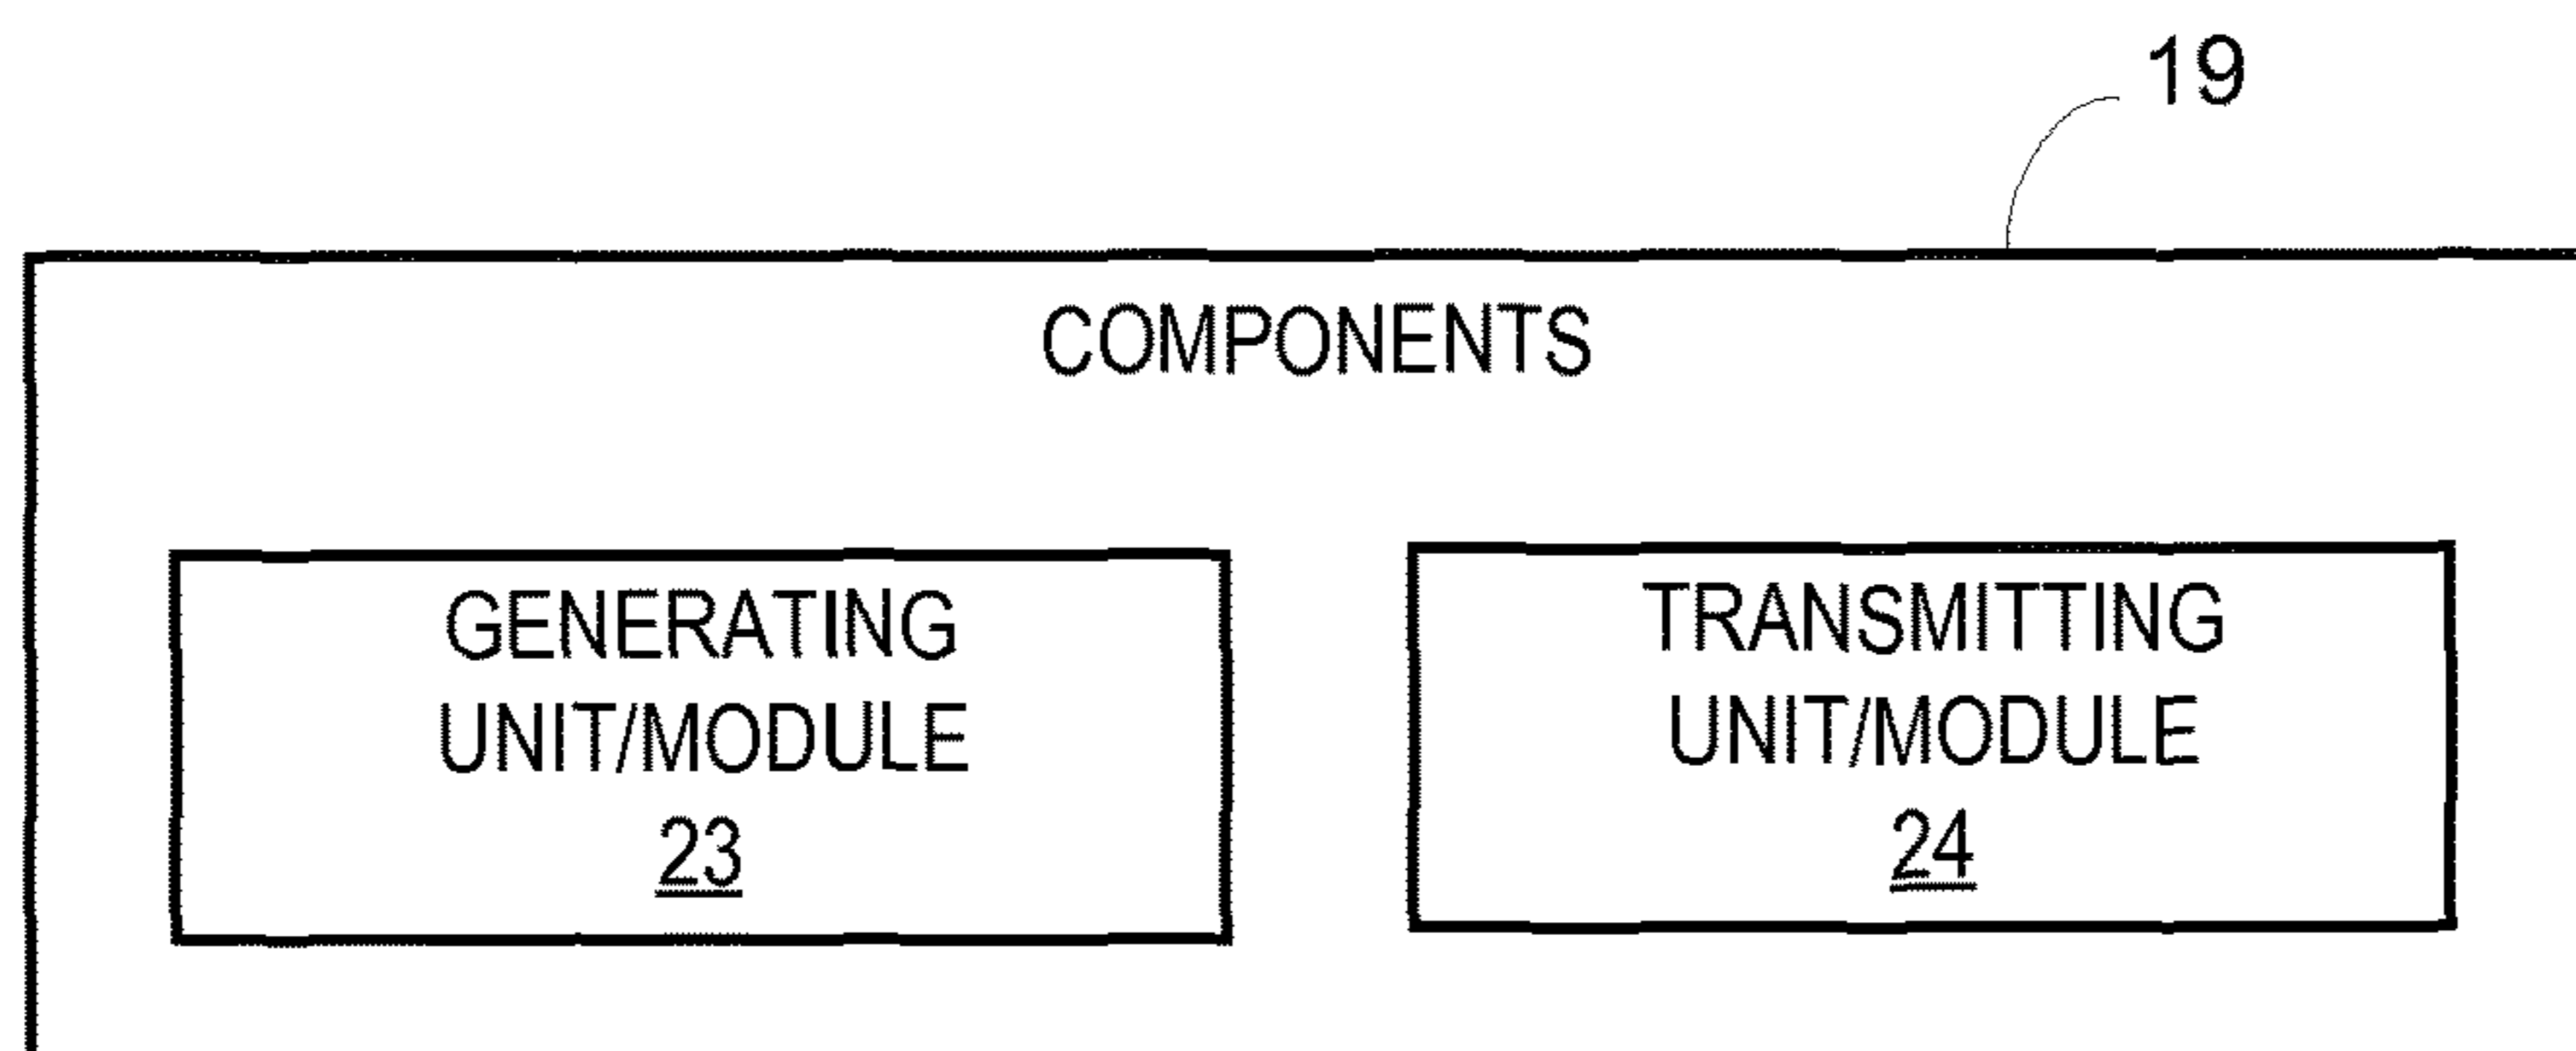 19
COMPONENTS
GENERATING
UNIT/MODULE
23
TRANSMITTING
UNIT/MODULE
24